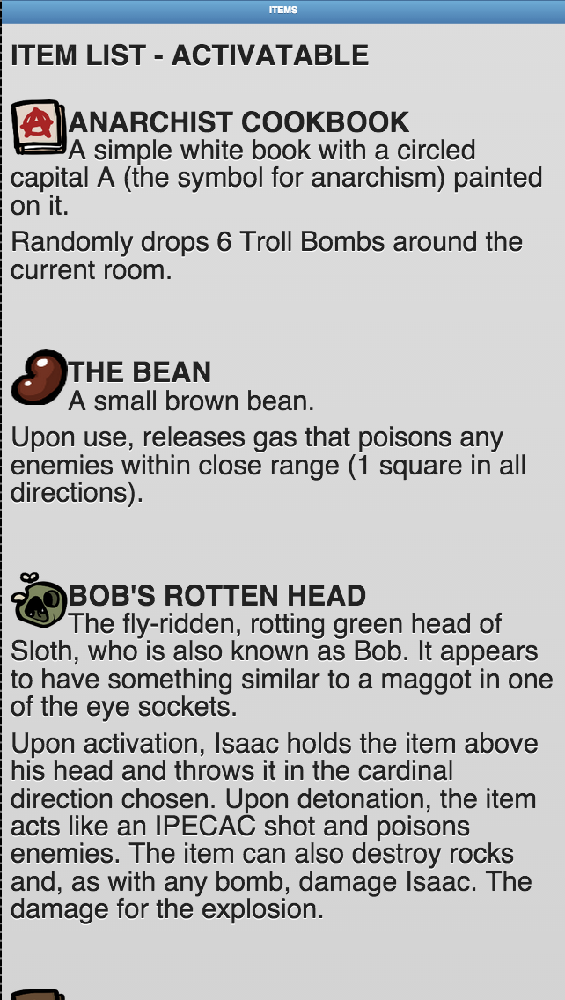 ITEMS
ITEM LIST - ACTIVATABLE
ANARCHIST COOKBOOK
A simple white book with a circled
capital A (the symbol for anarchism) painted
on it.
Randomly drops 6 Troll Bombs around the
current room.
THE BEAN
A small brown bean.
Upon use, releases gas that poisons any
enemies within close range (1 square in all
directions).
BOB'S ROTTEN HEAD
The fly-ridden, rotting green head of
Sloth, who is also known as Bob. It appears
to have something similar to a maggot in one
of the eye sockets.
Upon activation, Isaac holds the item above
his head and throws it in the cardinal
direction chosen. Upon detonation, the item
acts like an IPECAC shot and poisons
enemies. The item can also destroy rocks
and, as with any bomb, damage Isaac. The
damage for the explosion.